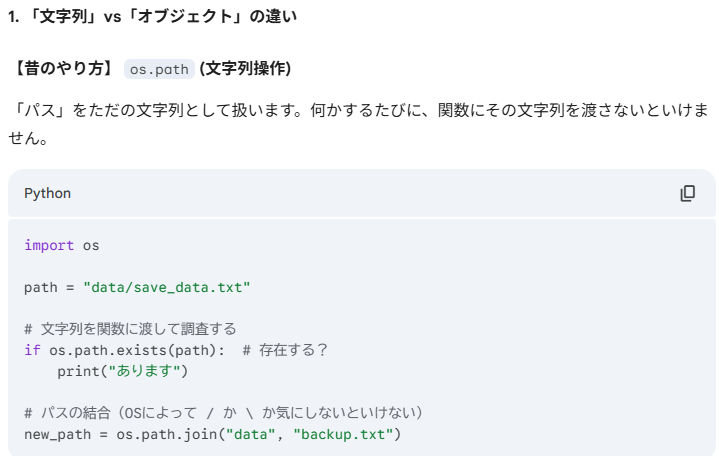 1. 「文字列」vs「オブジェクト」の違い
【昔のやり方】 os.path (文字列操作)
「パス」をただの文字列として扱います。何かするたびに、関数にその文字列を渡さないといけま
せん。
Python
import os
path = "data/save_data.txt"
# 文字列を関数に渡して調査する
if os.path.exists(path):  # 存在する？
    print("あります")
# パスの結合（OSによって / か \ か気にしないといけない）
new_path = os.path.join("data", "backup.txt")